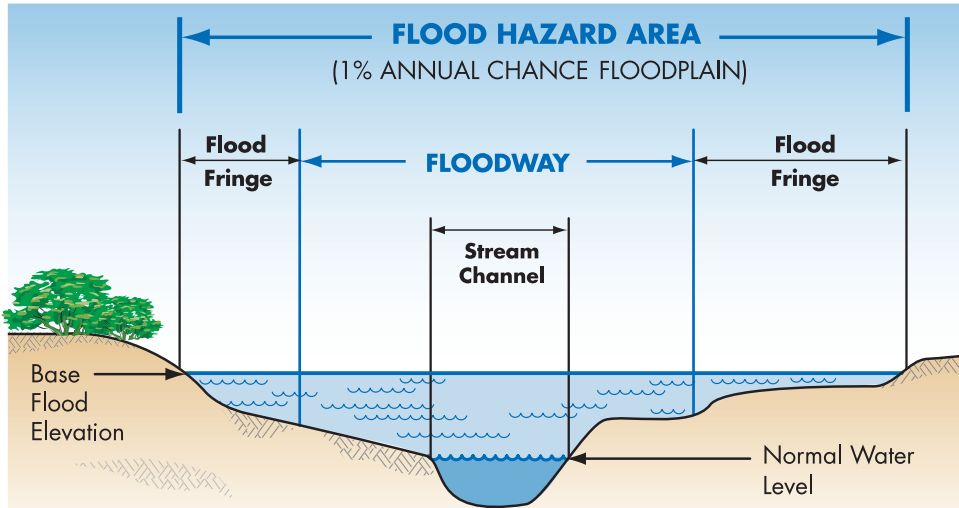 FLOOD HAZARD AREA
(1% ANNUAL CHANCE FLOODPLAIN)
Flood
Fringe
FLOODWAY
Flood
Fringe
Stream
Channel
Base
Flood
Elevation
Normal Water
Level